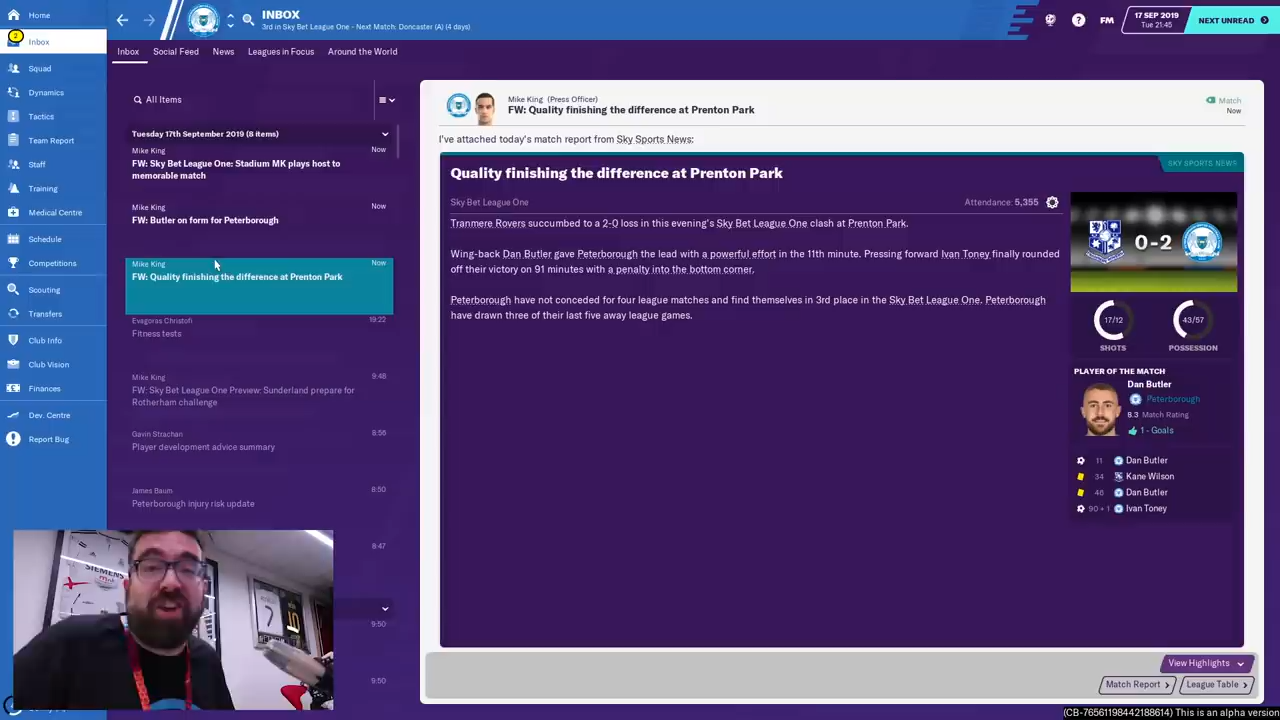 Home
2
Inbox
Squad
Dynamics
Tactics
Team Report
Staff
Training
Medical Centre
Schedule
Competitions
Scouting
Transfers
Club Info
Club Vision
Finances
Dev. Centre
Report Bug
INBOX
3rd in Sky Bet League One - Next Match: Doncaster (A) (4 days)
FM
17 SEP 2019
Tue 21:45
NEXT UNREAD
Inbox
Social Feed
News
Leagues in Focus
Around the World
All Items
Tuesday 17th September 2019 (8 items)
Mike King
Now
FW: Sky Bet League One: Stadium MK plays host to
memorable match
Mike King
Now
FW: Butler on form for Peterborough
Mike King
Now
FW: Quality finishing the difference at Prenton Park
Evagoras Christofi
19:22
Fitness tests
Mike King
9:48
FW: Sky Bet League One Preview: Sunderland prepare for
Rotherham challenge
Gavin Strachan
8:56
Player development advice summary
James Baum
8:50
Peterborough injury risk update
8:47
9:50
9:50
SIEMENS
7
10
Mike King (Press Officer)
FW: Quality finishing the difference at Prenton Park
Match
Now
I've attached today's match report from Sky Sports News:
SKY SPORTS NEWS
Quality finishing the difference at Prenton Park
Sky Bet League One
Attendance: 5,355
Tranmere Rovers succumbed to a 2-0 loss in this evening's Sky Bet League One clash at Prenton Park.
Wing-back Dan Butler gave Peterborough the lead with a powerful effort in the 11th minute. Pressing forward Ivan Toney finally rounded
off their victory on 91 minutes with a penalty into the bottom corner.
Peterborough have not conceded for four league matches and find themselves in 3rd place in the Sky Bet League One. Peterborough
have drawn three of their last five away league games.
0-2
17/12
SHOTS
43/57
POSSESSION
PLAYER OF THE MATCH
Dan Butler
Peterborough
8.3 Match Rating
1 - Goals
11 Dan Butler
34 Kane Wilson
46 Dan Butler
90 + 1 Ivan Toney
View Highlights
Match Report
League Table
(CB-76561198442188614) This is an alpha version